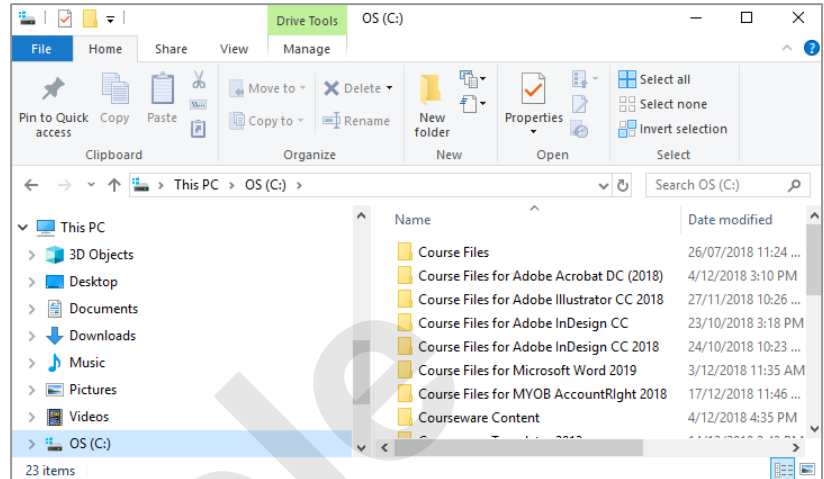 Drive Tools OS (C:)
File Home Share View Manage
Pin to Quick access Copy Paste
Move to Copy to
Delete Rename
New folder
Properties
Select all
Select none
Invert selection
Clipboard Organize New Open Select
This PC > OS (C:) > Search OS (C:)
This PC
3D Objects
Desktop
Documents
Downloads
Music
Pictures
Videos
OS (C:)
Name Date modified
Course Files 26/07/2018 11:24 ...
Course Files for Adobe Acrobat DC (2018) 4/12/2018 3:10 PM
Course Files for Adobe Illustrator CC 2018 27/11/2018 10:26 ...
Course Files for Adobe InDesign CC 23/10/2018 3:18 PM
Course Files for Adobe InDesign CC 2018 24/10/2018 10:23 ...
Course Files for Microsoft Word 2019 3/12/2018 11:35 AM
Course Files for MYOB AccountRIght 2018 17/12/2018 11:46 ...
Courseware Content 4/12/2018 4:35 PM
23 items